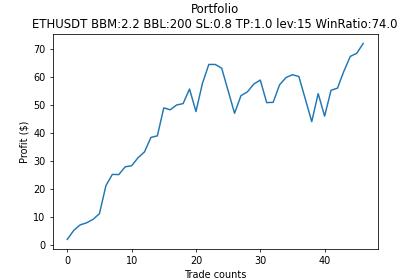 Portfolio
ETHUSDT BBM:2.2 BBL:200 SL:0.8 TP:1.0 lev:15 WinRatio:74.0
70
60
50
40
30
20
10
0
Profit ($)
0 10 20 30 40
Trade counts